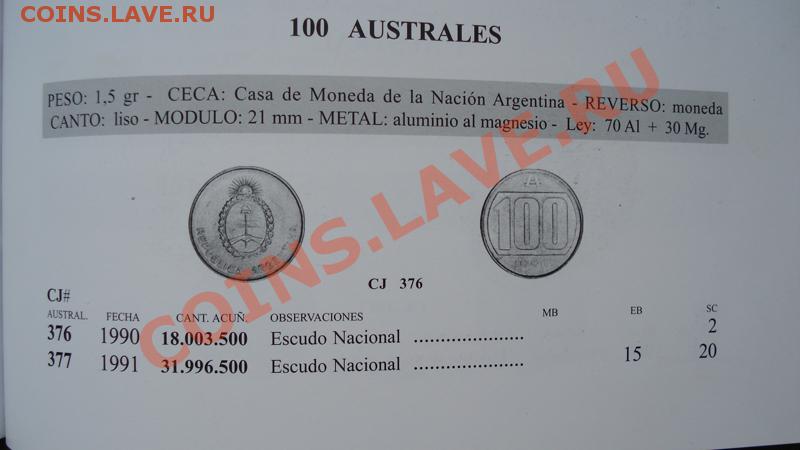 COINS.LAVE.RU
100 AUSTRALES
PESO: 1,5 gr - CECA: Casa de Moneda de la Nación Argentina - REVERSO: moneda
CANTO: liso - MODULO: 21 mm - METAL: aluminio al magnesio - Ley: 70 Al + 30 Mg.
REPUBLICA
A
100
COINS.LAVE.RU
CJ 376
CJ#
AUSTRAL. FECHA CANT. ACUÑ. OBSERVACIONES MB EB SC
376 1990 18.003.500 Escudo Nacional ........................ 2
377 1991 31.996.500 Escudo Nacional ........................ 15 20